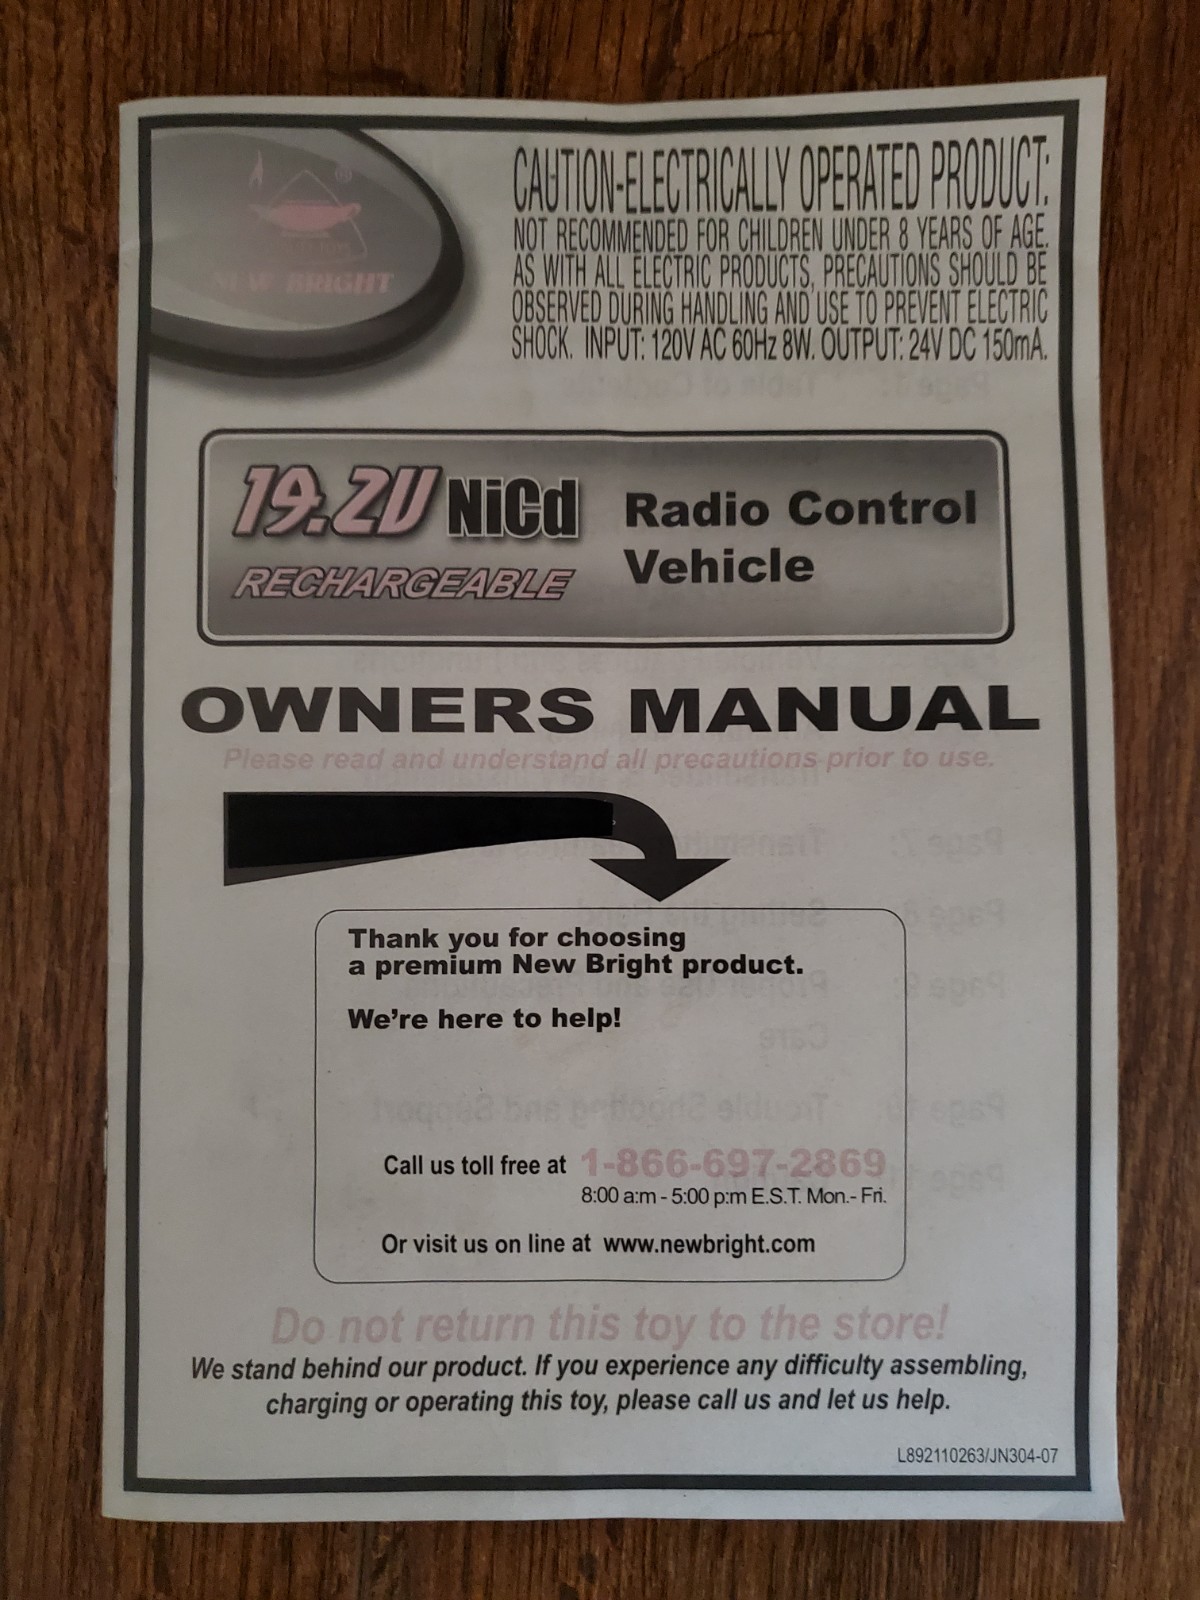 NEW BRIGHT
®
CAUTION-ELECTRICALLY OPERATED PRODUCT:
NOT RECOMMENDED FOR CHILDREN UNDER 8 YEARS OF AGE.
AS WITH ALL ELECTRIC PRODUCTS, PRECAUTIONS SHOULD BE
OBSERVED DURING HANDLING AND USE TO PREVENT ELECTRIC
SHOCK. INPUT: 120V AC 60Hz 8W. OUTPUT: 24V DC 150mA.
19.2V NiCd
RECHARGEABLE
Radio Control
Vehicle
OWNERS MANUAL
Please read and understand all precautions prior to use.
Thank you for choosing
a premium New Bright product.
We're here to help!
Call us toll free at 1-866-697-2869
8:00 a:m - 5:00 p:m E.S.T. Mon.- Fri.
Or visit us on line at www.newbright.com
Do not return this toy to the store!
We stand behind our product. If you experience any difficulty assembling,
charging or operating this toy, please call us and let us help.
L892110263/JN304-07